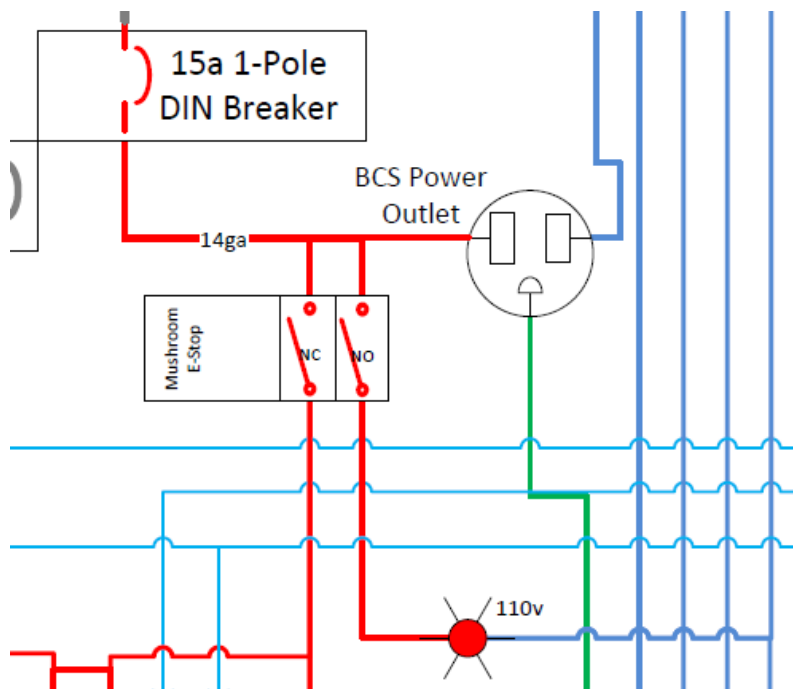 15a 1-Pole
DIN Breaker
BCS Power
Outlet
14ga
Mushroom
E-Stop
NC
NO
110v